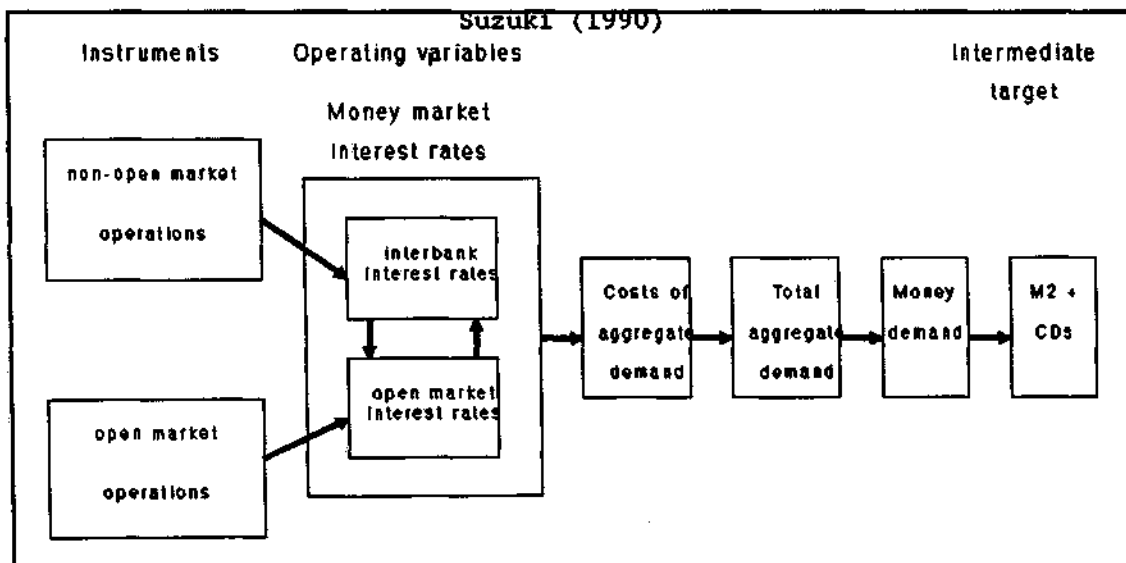 Suzuki (1990)
Instruments
Operating variables
Intermediate
target
Money market
Interest rates
non-open market
operations
interbank
interest rates
open market
interest rates
open market
operations
Costs of
aggregate
demand
Total
aggregate
demand
Money
demand
M2 +
CDs